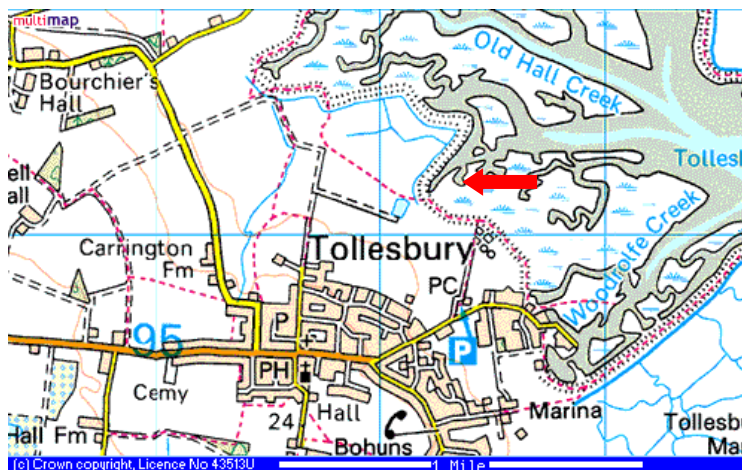 multimap
Bourchier's
Hall
Old Hall Creek
Tolles
ell
all
Carrington
Fm
Tollesbury
Woodrolfe Creek
PC
P
95
P
PH
Cemy
24
Hall
Marina
Tollesbu
Ma
Hall Fm
Bohuns
(c) Crown copyright, Licence No 43513U
1 Mile